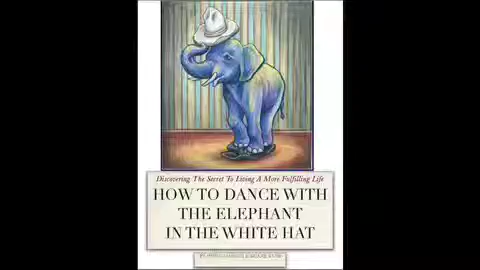 Discovering The Secret To Living A More Fulfilling Life
HOW TO DANCE WITH
THE ELEPHANT
IN THE WHITE HAT